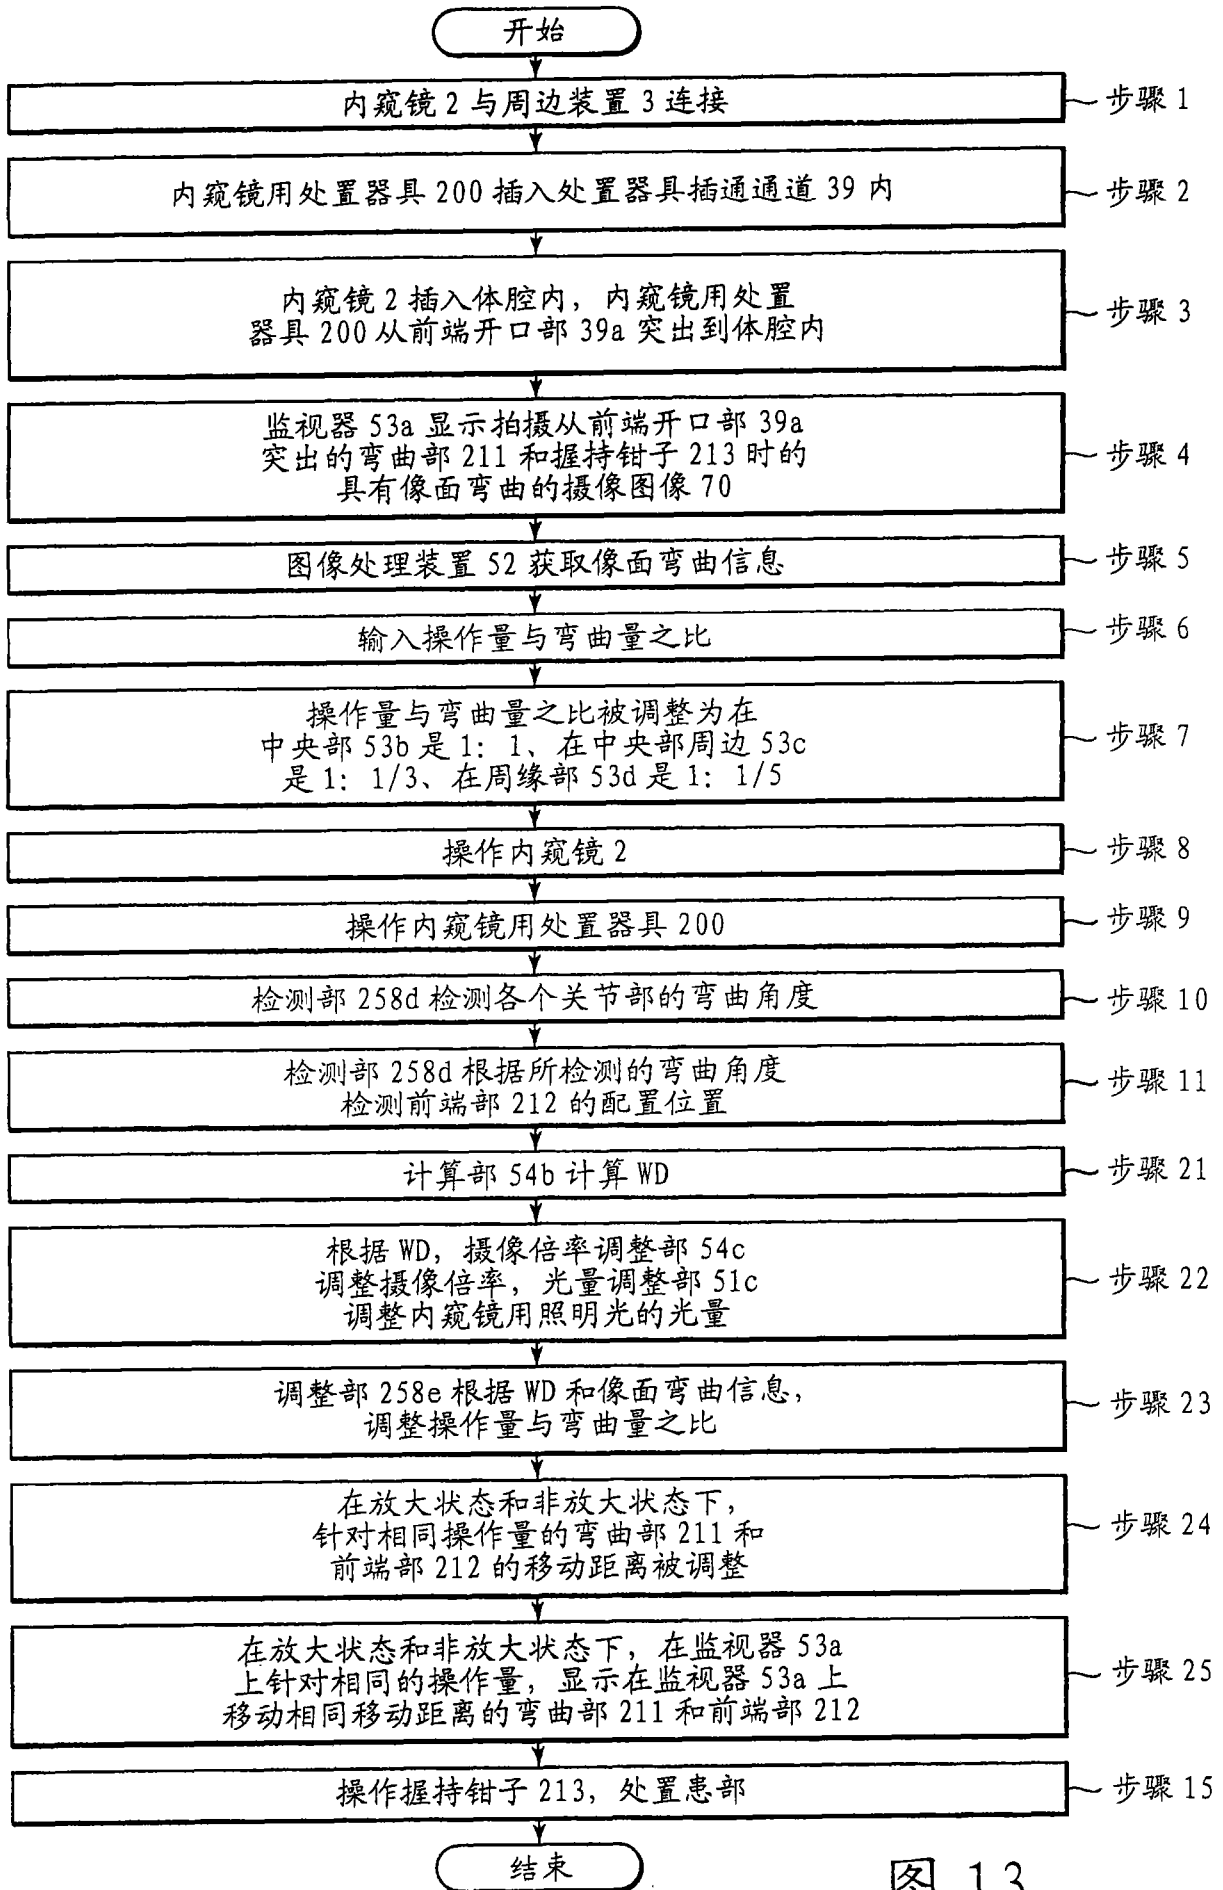 开始
内窥镜 2 与周边装置 3 连接
步骤 1
内窥镜用处置器具 200 插入处置器具插通通道 39 内
步骤 2
内窥镜 2 插入体腔内，内窥镜用处置
器具 200 从前端开口部 39a 突出到体腔内
步骤 3
监视器 53a 显示拍摄从前端开口部 39a
突出的弯曲部 211 和握持钳子 213 时的
具有像面弯曲的摄像图像 70
步骤 4
图像处理装置 52 获取像面弯曲信息
步骤 5
输入操作量与弯曲量之比
步骤 6
操作量与弯曲量之比被调整为在
中央部 53b 是 1：1、在中央部周边 53c
是 1：1/3、在周缘部 53d 是 1：1/5
步骤 7
操作内窥镜 2
步骤 8
操作内窥镜用处置器具 200
步骤 9
检测部 258d 检测各个关节部的弯曲角度
步骤 10
检测部 258d 根据所检测的弯曲角度
检测前端部 212 的配置位置
步骤 11
计算部 54b 计算 WD
步骤 21
根据 WD，摄像倍率调整部 54c
调整摄像倍率，光量调整部 51c
调整内窥镜用照明光的光量
步骤 22
调整部 258e 根据 WD 和像面弯曲信息，
调整操作量与弯曲量之比
步骤 23
在放大状态和非放大状态下，
针对相同操作量的弯曲部 211 和
前端部 212 的移动距离被调整
步骤 24
在放大状态和非放大状态下，在监视器 53a
上针对相同的操作量，显示在监视器 53a 上
移动相同移动距离的弯曲部 211 和前端部 212
步骤 25
操作握持钳子 213，处置患部
步骤 15
结束
图 13